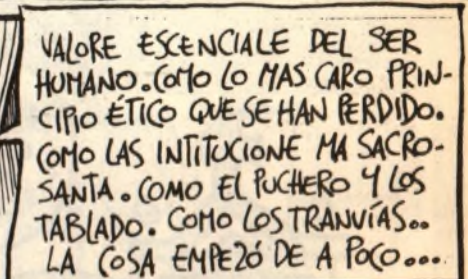 VALORE ESCENCIALE DEL SER
HUMANO. COMO LO MAS CARO PRIN-
CIPIO ÉTICO QUE SE HAN PERDIDO.
COMO LAS INTITUCIONE MA SACRO-
SANTA. COMO EL PUCHERO Y LOS
TABLADO. COMO LOS TRANVÍAS..
LA COSA EMPEZÓ DE A POCO...